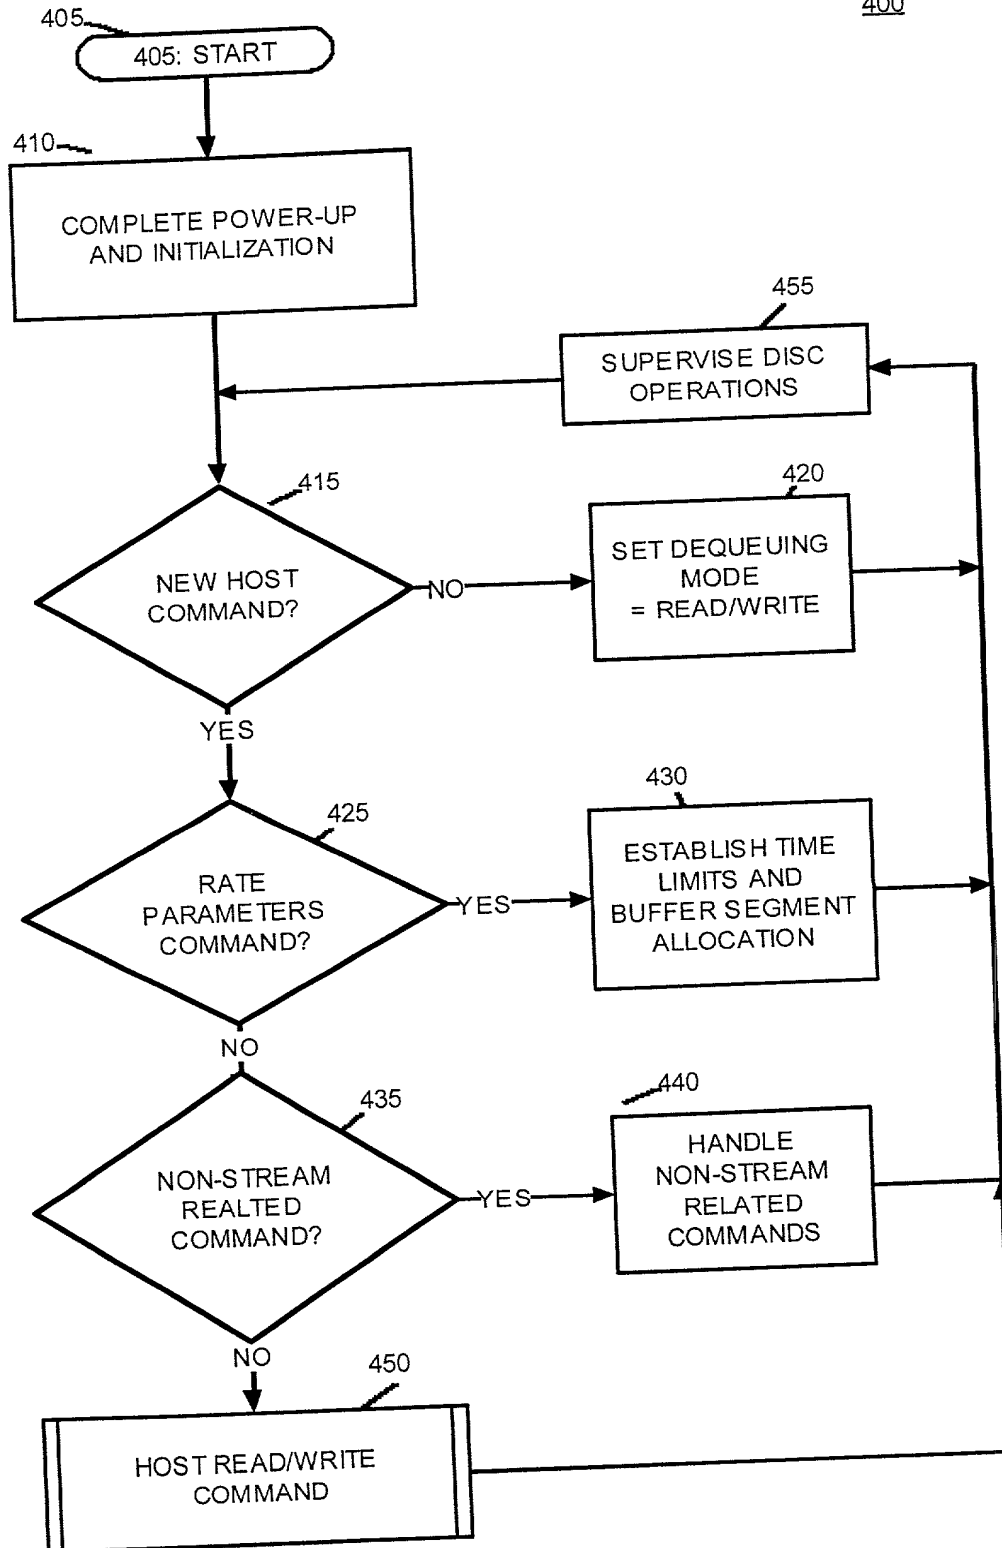 400
405
405: START
410
COMPLETE POWER-UP
AND INITIALIZATION
455
SUPERVISE DISC
OPERATIONS
415
NEW HOST
COMMAND?
NO
420
SET DEQUEUING
MODE
= READ/WRITE
YES
425
RATE
PARAMETERS
COMMAND?
YES
430
ESTABLISH TIME
LIMITS AND
BUFFER SEGMENT
ALLOCATION
NO
435
NON-STREAM
REALTED
COMMAND?
YES
440
HANDLE
NON-STREAM
RELATED
COMMANDS
NO
450
HOST READ/WRITE
COMMAND